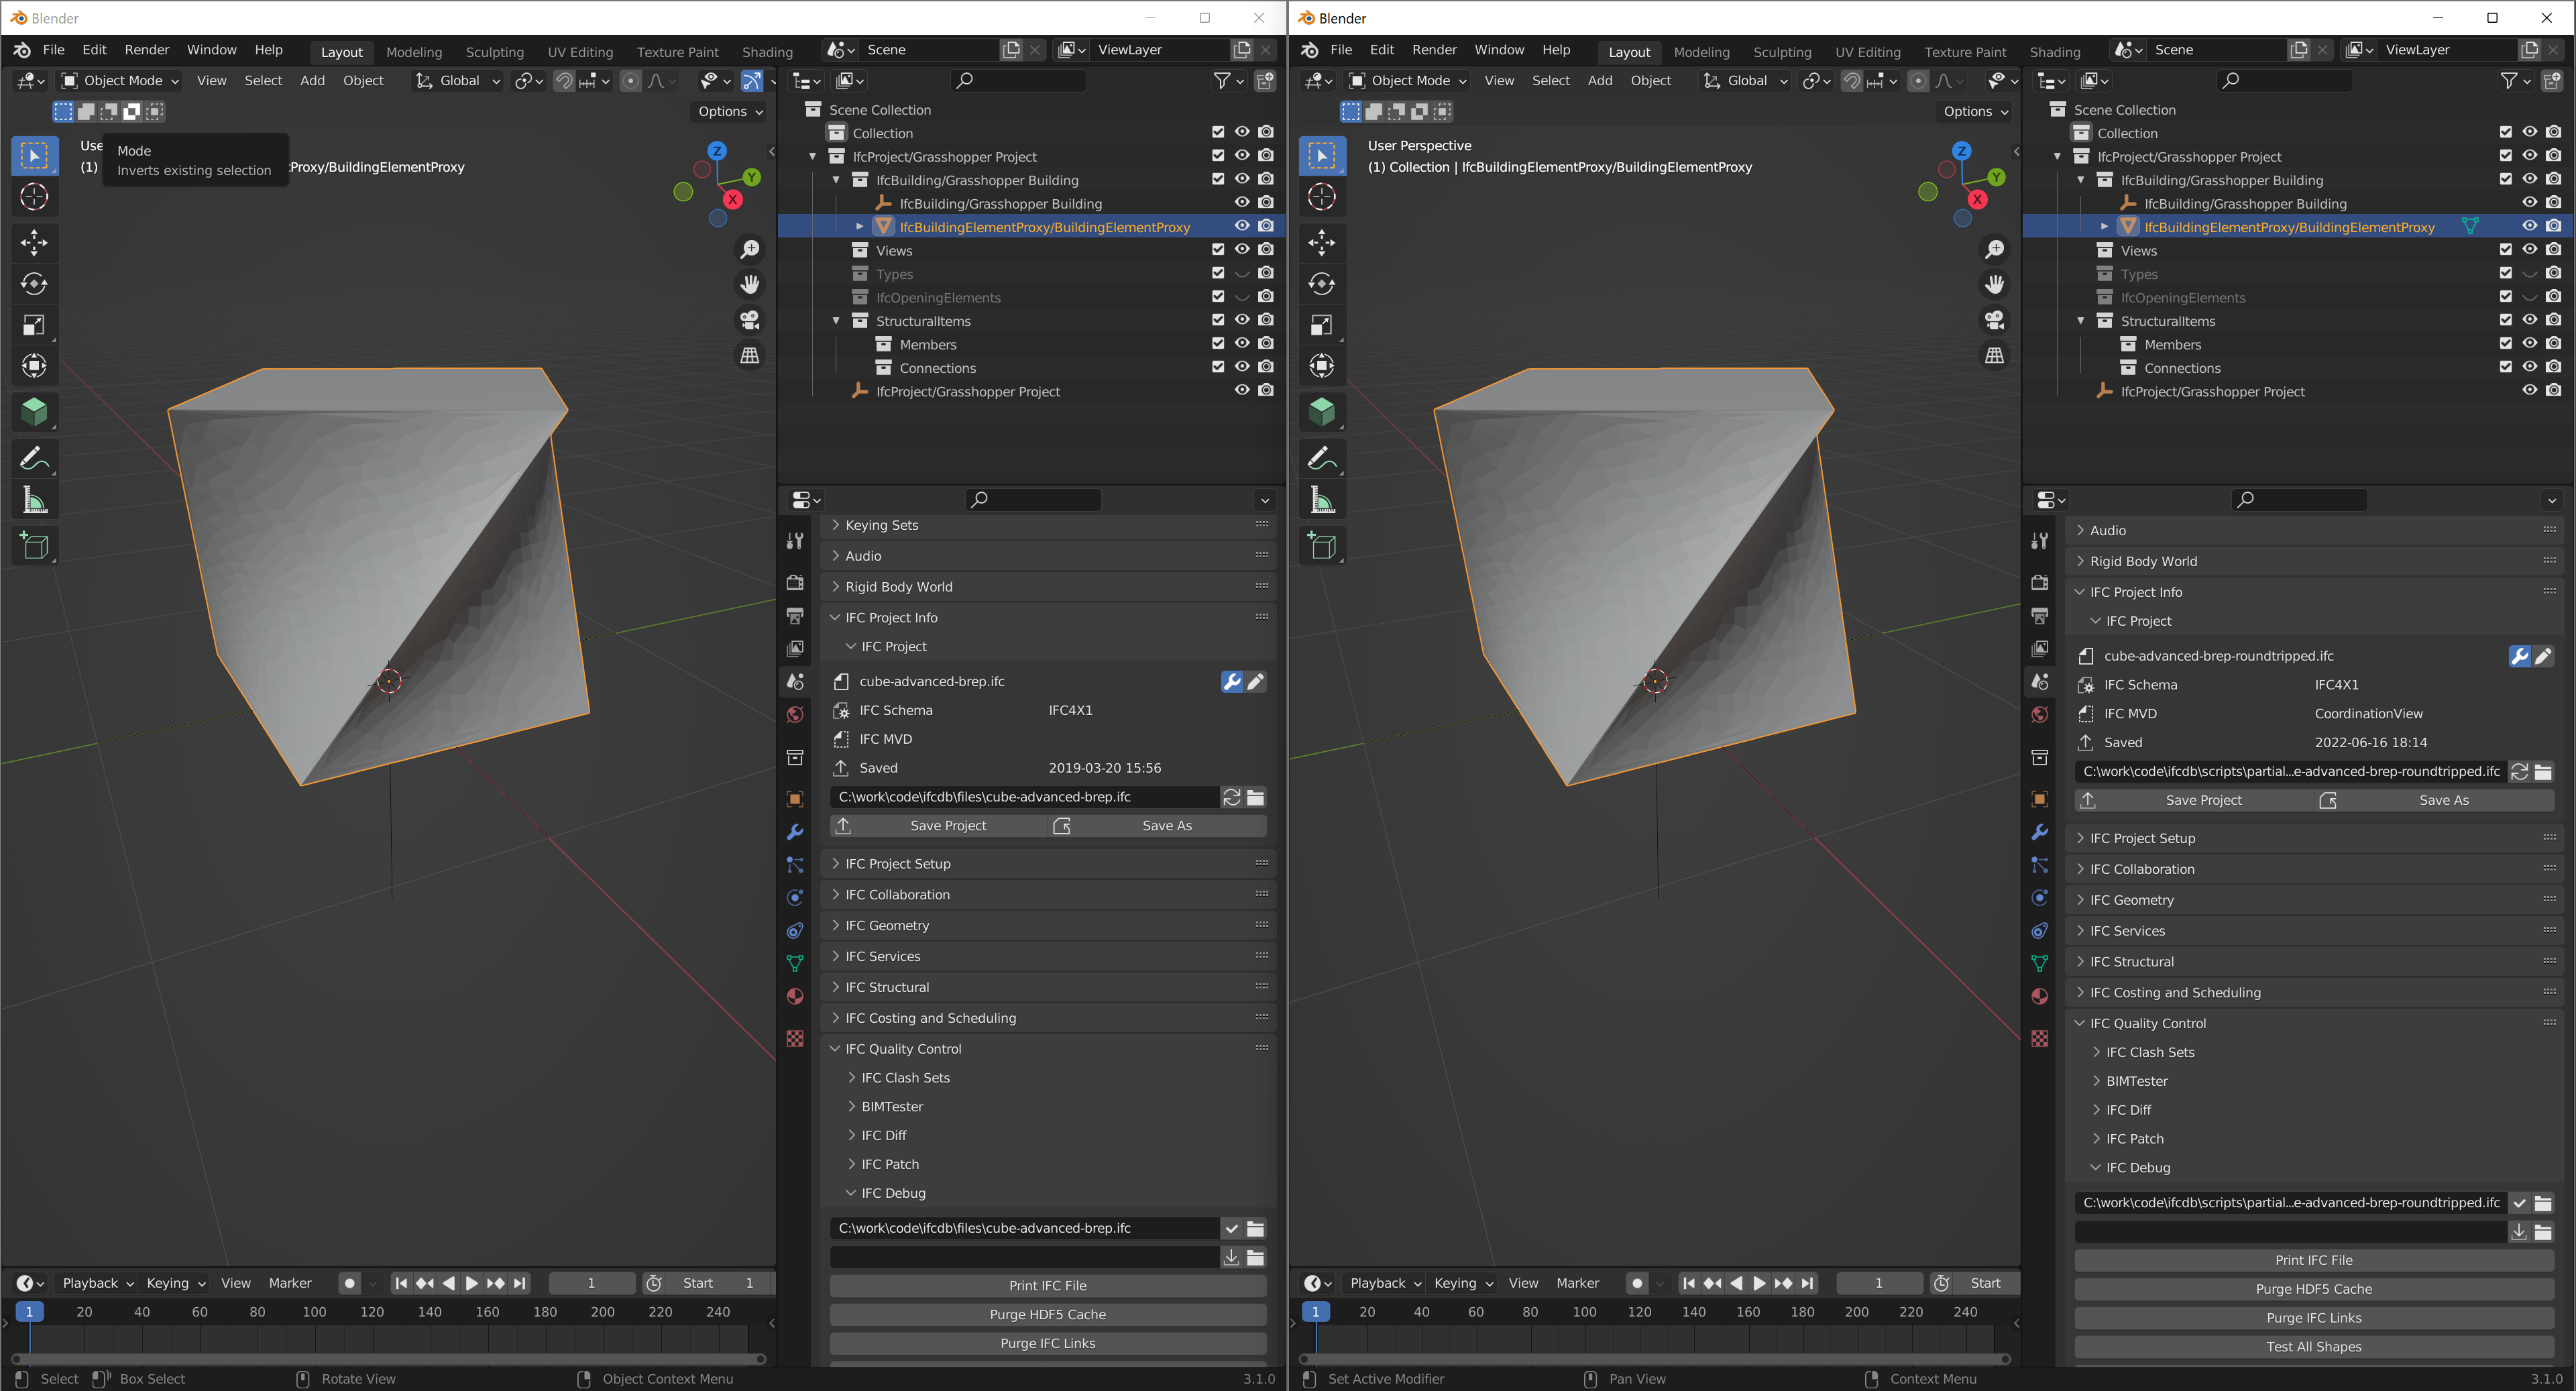 Blender
File Edit Render Window Help Layout Modeling Sculpting UV Editing Texture Paint Shading Scene ViewLayer
Object Mode View Select Add Object Global
Options
Mode
Inverts existing selection
Use
(1)
Proxy/BuildingElementProxy
Z
Y
X
Scene Collection
Collection
IfcProject/Grasshopper Project
IfcBuilding/Grasshopper Building
IfcBuilding/Grasshopper Building
IfcBuildingElementProxy/BuildingElementProxy
Views
Types
IfcOpeningElements
StructuralItems
Members
Connections
IfcProject/Grasshopper Project
Keying Sets
Audio
Rigid Body World
IFC Project Info
IFC Project
cube-advanced-brep.ifc
IFC Schema IFC4X1
IFC MVD
Saved 2019-03-20 15:56
C:\work\code\ifcdb\files\cube-advanced-brep.ifc
Save Project Save As
IFC Project Setup
IFC Collaboration
IFC Geometry
IFC Services
IFC Structural
IFC Costing and Scheduling
IFC Quality Control
IFC Clash Sets
BIMTester
IFC Diff
IFC Patch
IFC Debug
C:\work\code\ifcdb\files\cube-advanced-brep.ifc
Print IFC File
Purge HDF5 Cache
Purge IFC Links
Playback Keying View Marker 1 Start 1
1 20 40 60 80 100 120 140 160 180 200 220 240
Select Box Select Rotate View Object Context Menu 3.1.0
Blender
File Edit Render Window Help Layout Modeling Sculpting UV Editing Texture Paint Shading Scene ViewLayer
Object Mode View Select Add Object Global
Options
User Perspective
(1) Collection | IfcBuildingElementProxy/BuildingElementProxy
Z
Y
X
Scene Collection
Collection
IfcProject/Grasshopper Project
IfcBuilding/Grasshopper Building
IfcBuilding/Grasshopper Building
IfcBuildingElementProxy/BuildingElementProxy
Views
Types
IfcOpeningElements
StructuralItems
Members
Connections
IfcProject/Grasshopper Project
Audio
Rigid Body World
IFC Project Info
IFC Project
cube-advanced-brep-roundtripped.ifc
IFC Schema IFC4X1
IFC MVD CoordinationView
Saved 2022-06-16 18:14
C:\work\code\ifcdb\scripts\partial...e-advanced-brep-roundtripped.ifc
Save Project Save As
IFC Project Setup
IFC Collaboration
IFC Geometry
IFC Services
IFC Structural
IFC Costing and Scheduling
IFC Quality Control
IFC Clash Sets
BIMTester
IFC Diff
IFC Patch
IFC Debug
C:\work\code\ifcdb\scripts\partial...e-advanced-brep-roundtripped.ifc
Print IFC File
Purge HDF5 Cache
Purge IFC Links
Test All Shapes
Playback Keying View Marker 1 Start
1 20 40 60 80 100 120 140 160 180 200 220 240
Set Active Modifier Pan View Context Menu 3.1.0